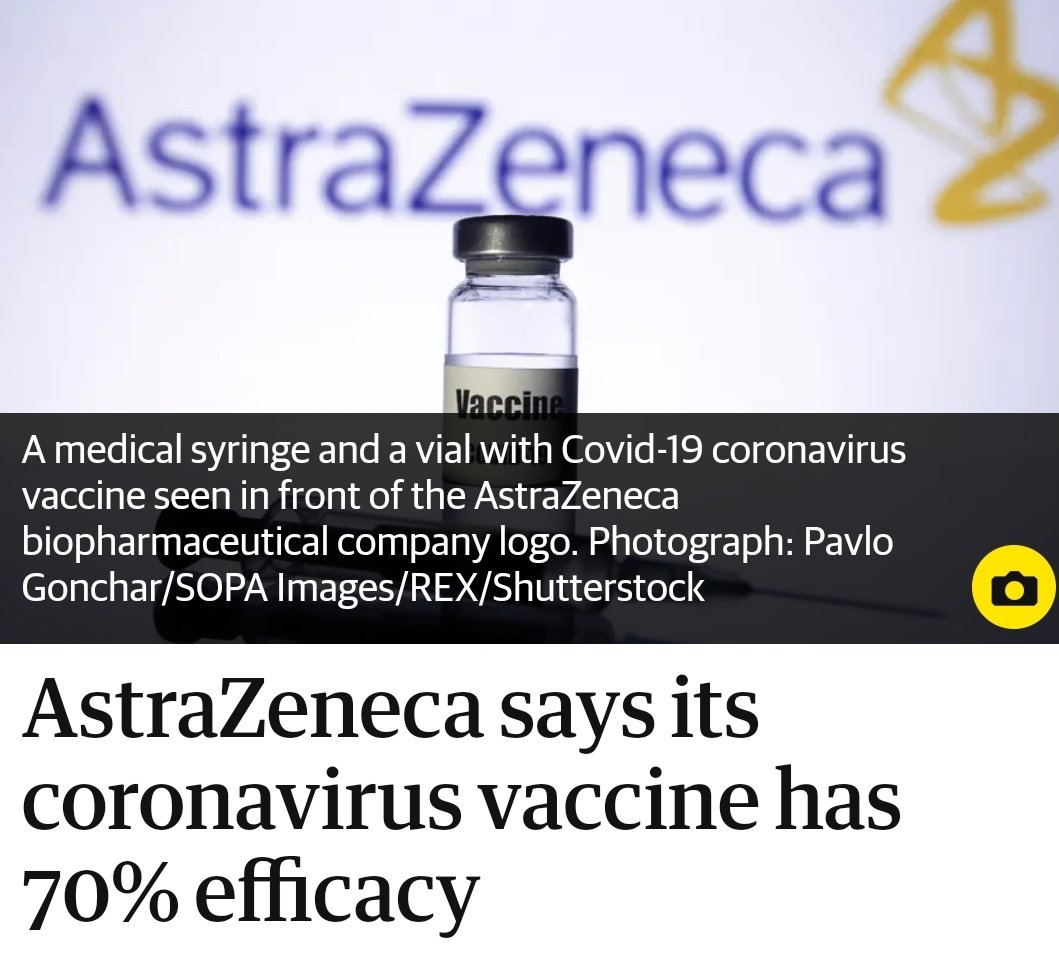 AstraZeneca
Vaccine
A medical syringe and a vial with Covid-19 coronavirus
vaccine seen in front of the AstraZeneca
biopharmaceutical company logo. Photograph: Pavlo
Gonchar/SOPA Images/REX/Shutterstock
AstraZeneca says its
coronavirus vaccine has
70% efficacy